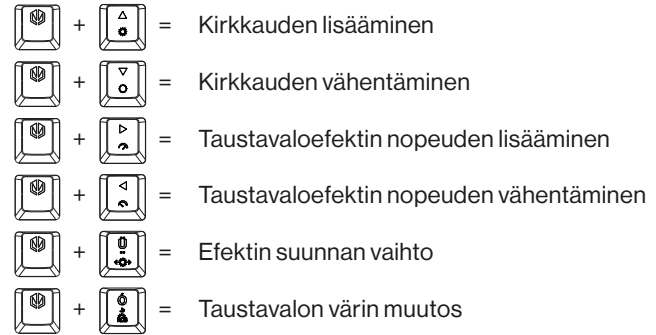 + = Kirkkauden lisääminen
+ = Kirkkauden vähentäminen
+ = Taustavaloefektin nopeuden lisääminen
+ = Taustavaloefektin nopeuden vähentäminen
+ = Efektin suunnan vaihto
+ = Taustavalon värin muutos